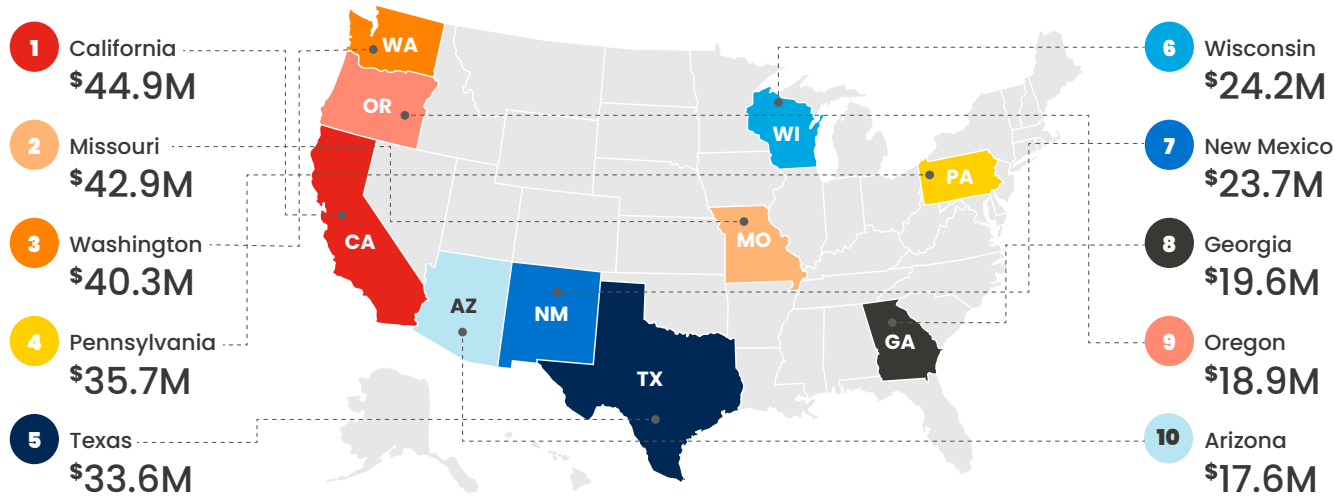 1 California
$44.9M
2 Missouri
$42.9M
3 Washington
$40.3M
4 Pennsylvania
$35.7M
5 Texas
$33.6M
WA
OR
CA
AZ
NM
TX
MO
WI
PA
GA
6 Wisconsin
$24.2M
7 New Mexico
$23.7M
8 Georgia
$19.6M
9 Oregon
$18.9M
10 Arizona
$17.6M